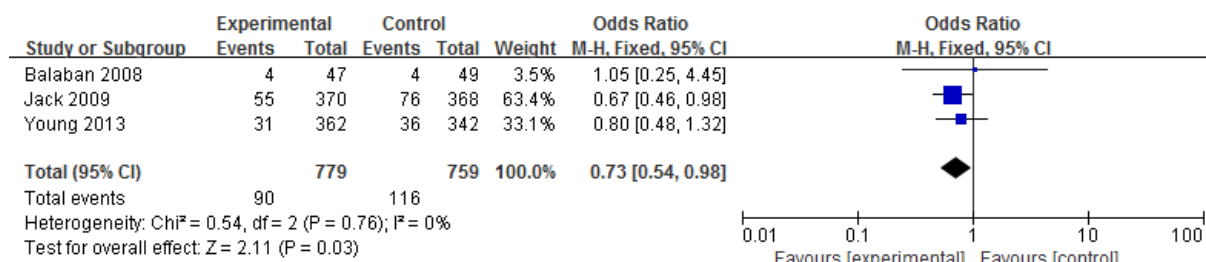 Experimental Control Odds Ratio Odds Ratio
Study or Subgroup Events Total Events Total Weight M-H, Fixed, 95% CI M-H, Fixed, 95% CI
Balaban 2008 4 47 4 49 3.5% 1.05 [0.25, 4.45]
Jack 2009 55 370 76 368 63.4% 0.67 [0.46, 0.98]
Young 2013 31 362 36 342 33.1% 0.80 [0.48, 1.32]
Total (95% CI) 779 759 100.0% 0.73 [0.54, 0.98]
Total events 90 116
Heterogeneity: Chi² = 0.54, df = 2 (P = 0.76); I² = 0%
Test for overall effect: Z = 2.11 (P = 0.03)
0.01 0.1 1 10 100
Favours [experimental] Favours [control]